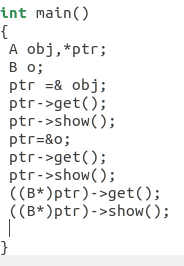 int main()
{
A obj,*ptr;
B o;
ptr =& obj;
ptr->get();
ptr->show();
ptr=&o;
ptr->get();
ptr->show();
((B*)ptr)->get();
((B*)ptr)->show();
}